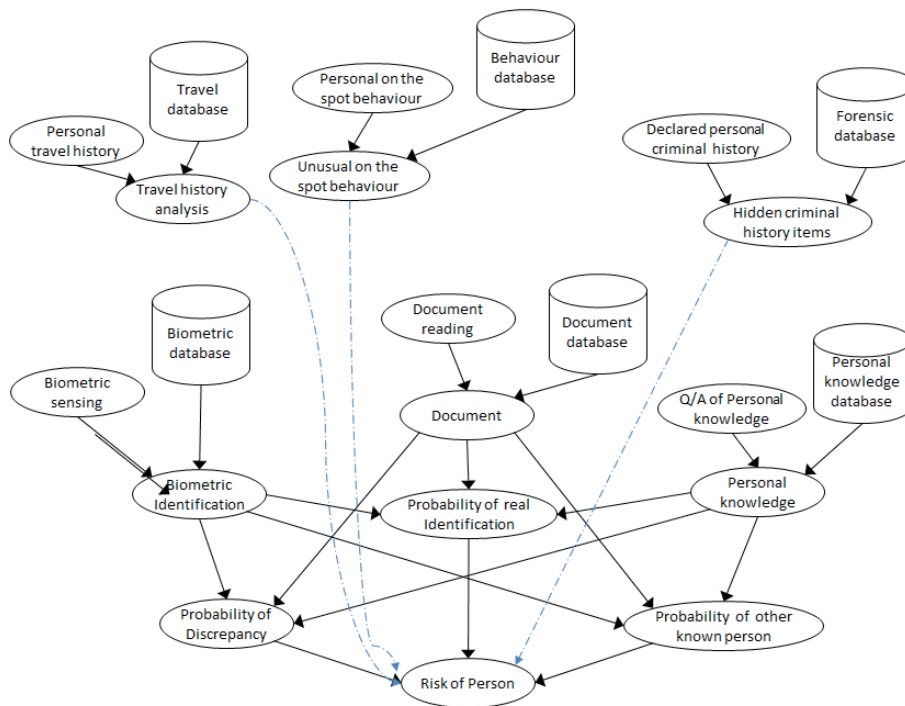 Travel
database
Personal
travel history
Travel history
analysis
Personal on the
spot behaviour
Behaviour
database
Unusual on the
spot behaviour
Declared personal
criminal history
Forensic
database
Hidden criminal
history items
Biometric
database
Biometric
sensing
Document
reading
Document
database
Document
Q/A of Personal
knowledge
Personal
knowledge
database
Biometric
Identification
Probability of real
Identification
Personal
knowledge
Probability of
Discrepancy
Probability of other
known person
Risk of Person